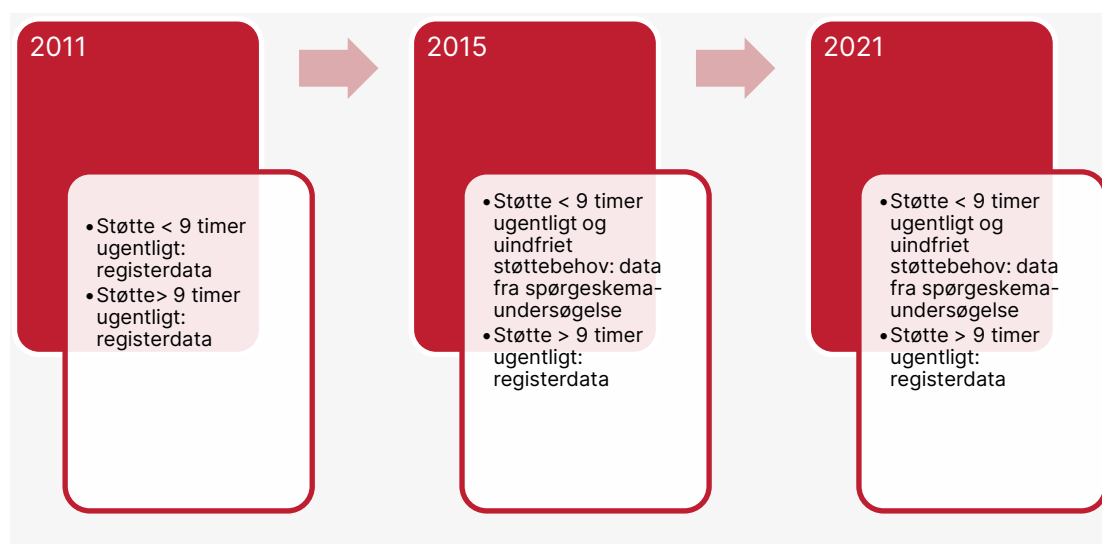 2011
•Støtte < 9 timer
ugentligt:
registerdata
•Støtte> 9 timer
ugentligt:
registerdata
2015
•Støtte < 9 timer
ugentligt og
uindfriet
støttebehov: data
fra spørgeskema-
undersøgelse
•Støtte > 9 timer
ugentligt:
registerdata
2021
•Støtte < 9 timer
ugentligt og
uindfriet
støttebehov: data
fra spørgeskema-
undersøgelse
•Støtte > 9 timer
ugentligt:
registerdata